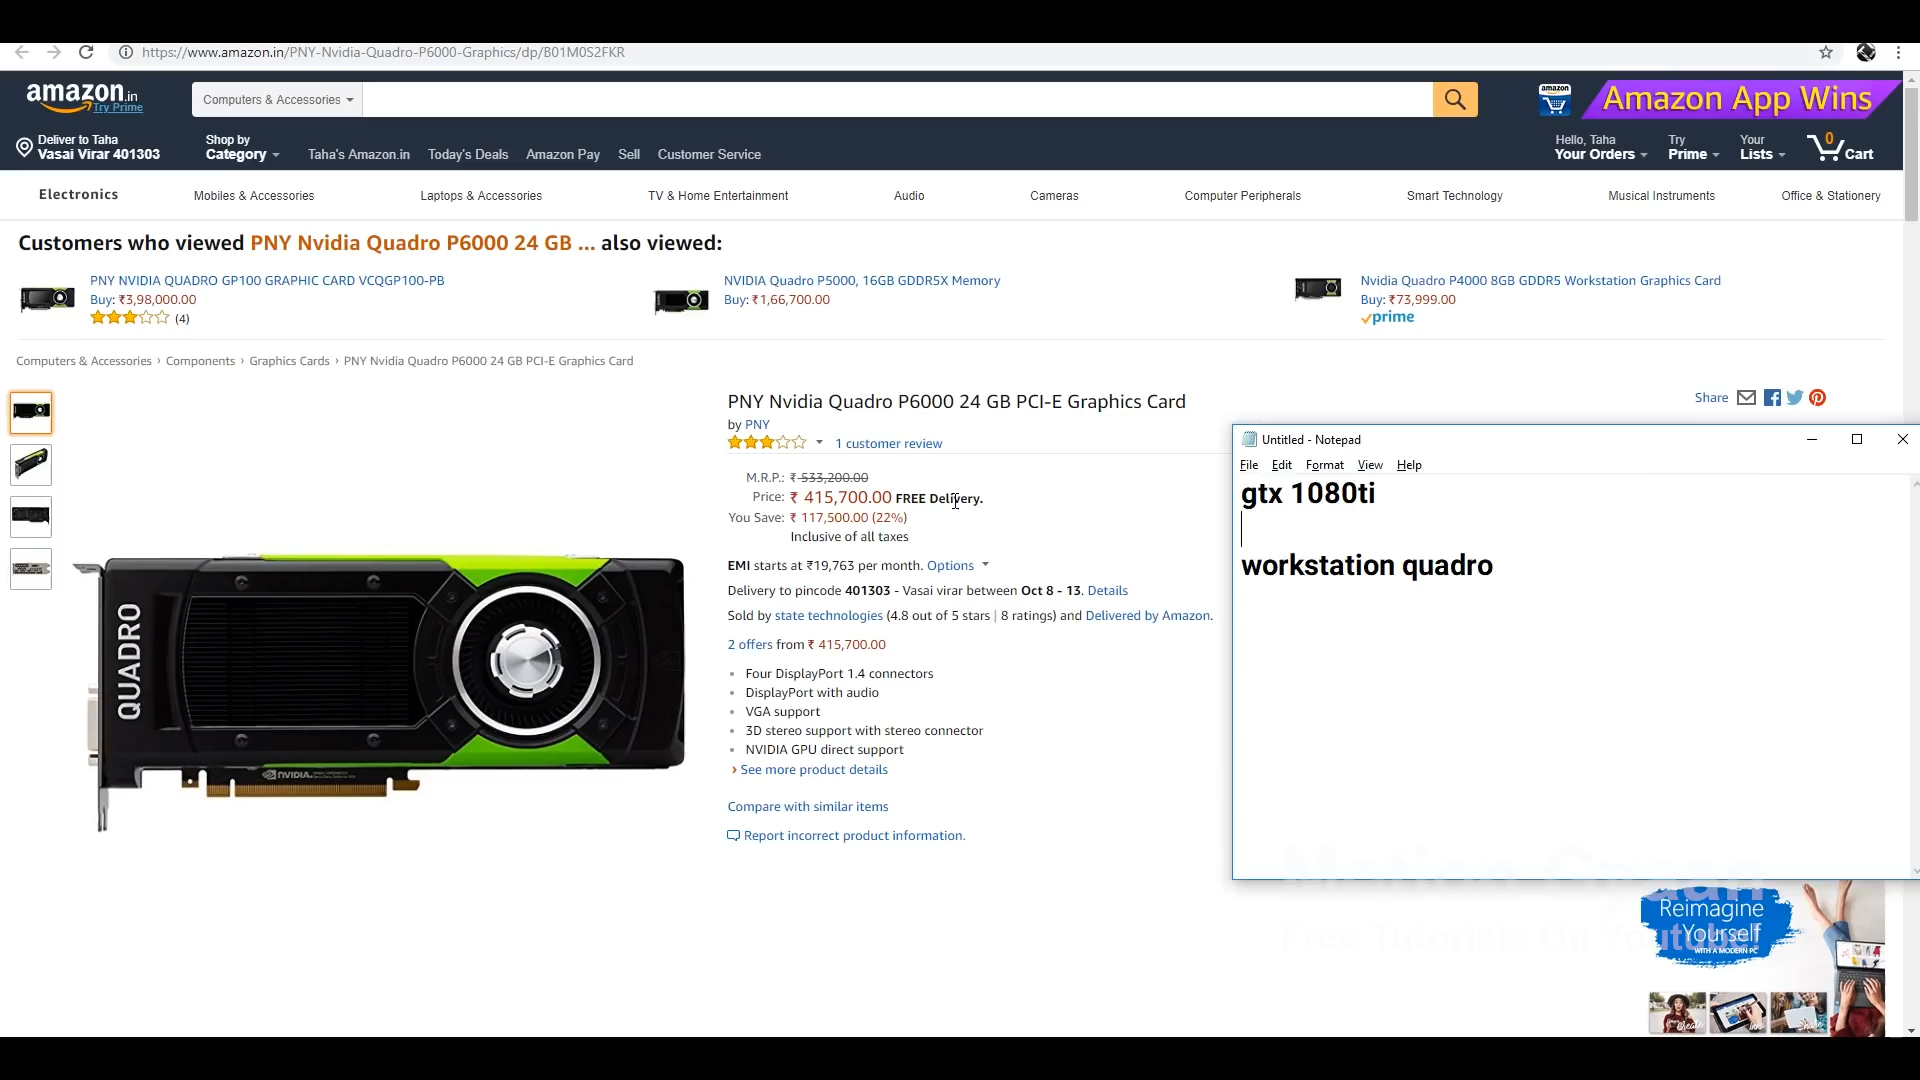 https://www.amazon.in/PNY-Nvidia-Quadro-P6000-Graphics/dp/B01M0S2FKR
amazon.in
Try Prime
Computers & Accessories
amazon
Amazon App Wins
Deliver to Taha
Vasai Virar 401303
Shop by
Category
Taha's Amazon.in
Today's Deals
Amazon Pay
Sell
Customer Service
Hello, Taha
Your Orders
Try
Prime
Your
Lists
0
Cart
Electronics
Mobiles & Accessories
Laptops & Accessories
TV & Home Entertainment
Audio
Cameras
Computer Peripherals
Smart Technology
Musical Instruments
Office & Stationery
Customers who viewed PNY Nvidia Quadro P6000 24 GB ... also viewed:
PNY NVIDIA QUADRO GP100 GRAPHIC CARD VCQGP100-PB
Buy: ₹3,98,000.00
(4)
NVIDIA Quadro P5000, 16GB GDDR5X Memory
Buy: ₹1,66,700.00
Nvidia Quadro P4000 8GB GDDR5 Workstation Graphics Card
Buy: ₹73,999.00
prime
Computers & Accessories › Components › Graphics Cards › PNY Nvidia Quadro P6000 24 GB PCI-E Graphics Card
QUADRO
NVIDIA
PNY Nvidia Quadro P6000 24 GB PCI-E Graphics Card
by PNY
1 customer review
M.R.P.: ₹ 533,200.00
Price: ₹ 415,700.00 FREE Delivery.
You Save: ₹ 117,500.00 (22%)
Inclusive of all taxes
EMI starts at ₹19,763 per month. Options
Delivery to pincode 401303 - Vasai virar between Oct 8 - 13. Details
Sold by state technologies (4.8 out of 5 stars | 8 ratings) and Delivered by Amazon.
2 offers from ₹ 415,700.00
• Four DisplayPort 1.4 connectors
• DisplayPort with audio
• VGA support
• 3D stereo support with stereo connector
• NVIDIA GPU direct support
› See more product details
Compare with similar items
Report incorrect product information.
Share
Untitled - Notepad
File Edit Format View Help
gtx 1080ti
workstation quadro
Free Tutorials On Youtube!
Reimagine
Yourself
WITH A MODERN PC